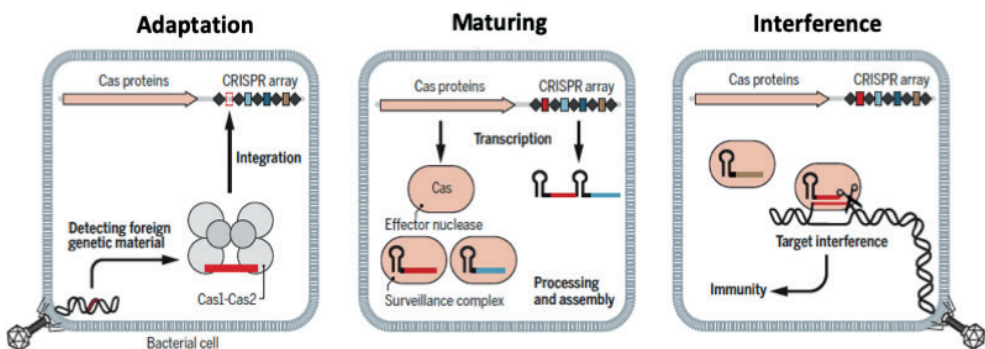 Adaptation
Cas proteins
CRISPR array
Integration
Detecting foreign
genetic material
Cas1-Cas2
Bacterial cell
Maturing
Cas proteins
CRISPR array
Transcription
Cas
Effector nuclease
Surveillance complex
Processing
and assembly
Interference
Cas proteins
CRISPR array
Target interference
Immunity